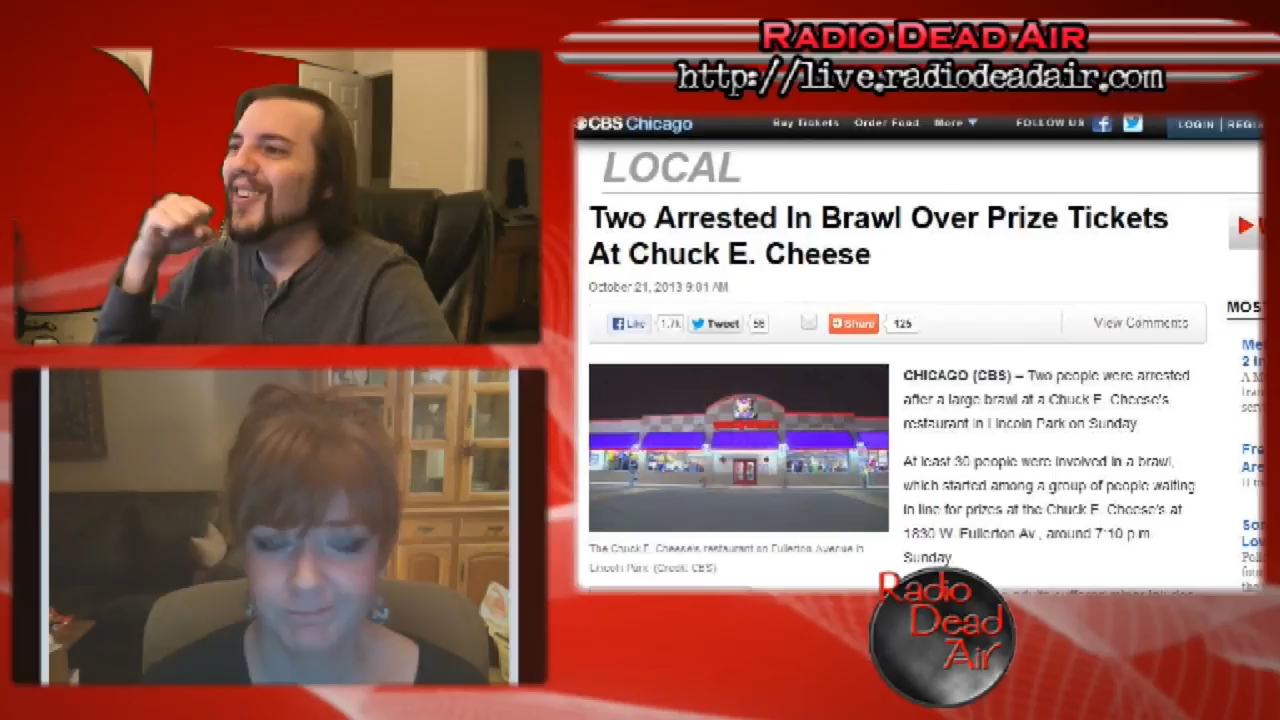 RADIO DEAD AIR
http://live.radiodeadair.com
CBS Chicago
Buy Tickets Order Food More FOLLOW US
LOGIN
LOCAL
Two Arrested In Brawl Over Prize Tickets
At Chuck E. Cheese
October 21, 2013 9:01 AM
Like 1.7k Tweet 58 Share 125 View Comments
MOS
CHICAGO (CBS) – Two people were arrested
after a large brawl at a Chuck E. Cheese's
restaurant in Lincoln Park on Sunday
At least 30 people were involved in a brawl,
which started among a group of people waiting
in line for prizes at the Chuck E. Cheese's at
1830 W. Fullerton Av., around 7:10 p.m.
Sunday
The Chuck E. Cheese's restaurant on Fullerton Avenue in
Lincoln Park. (Credit: CBS)
Radio
Dead
Air